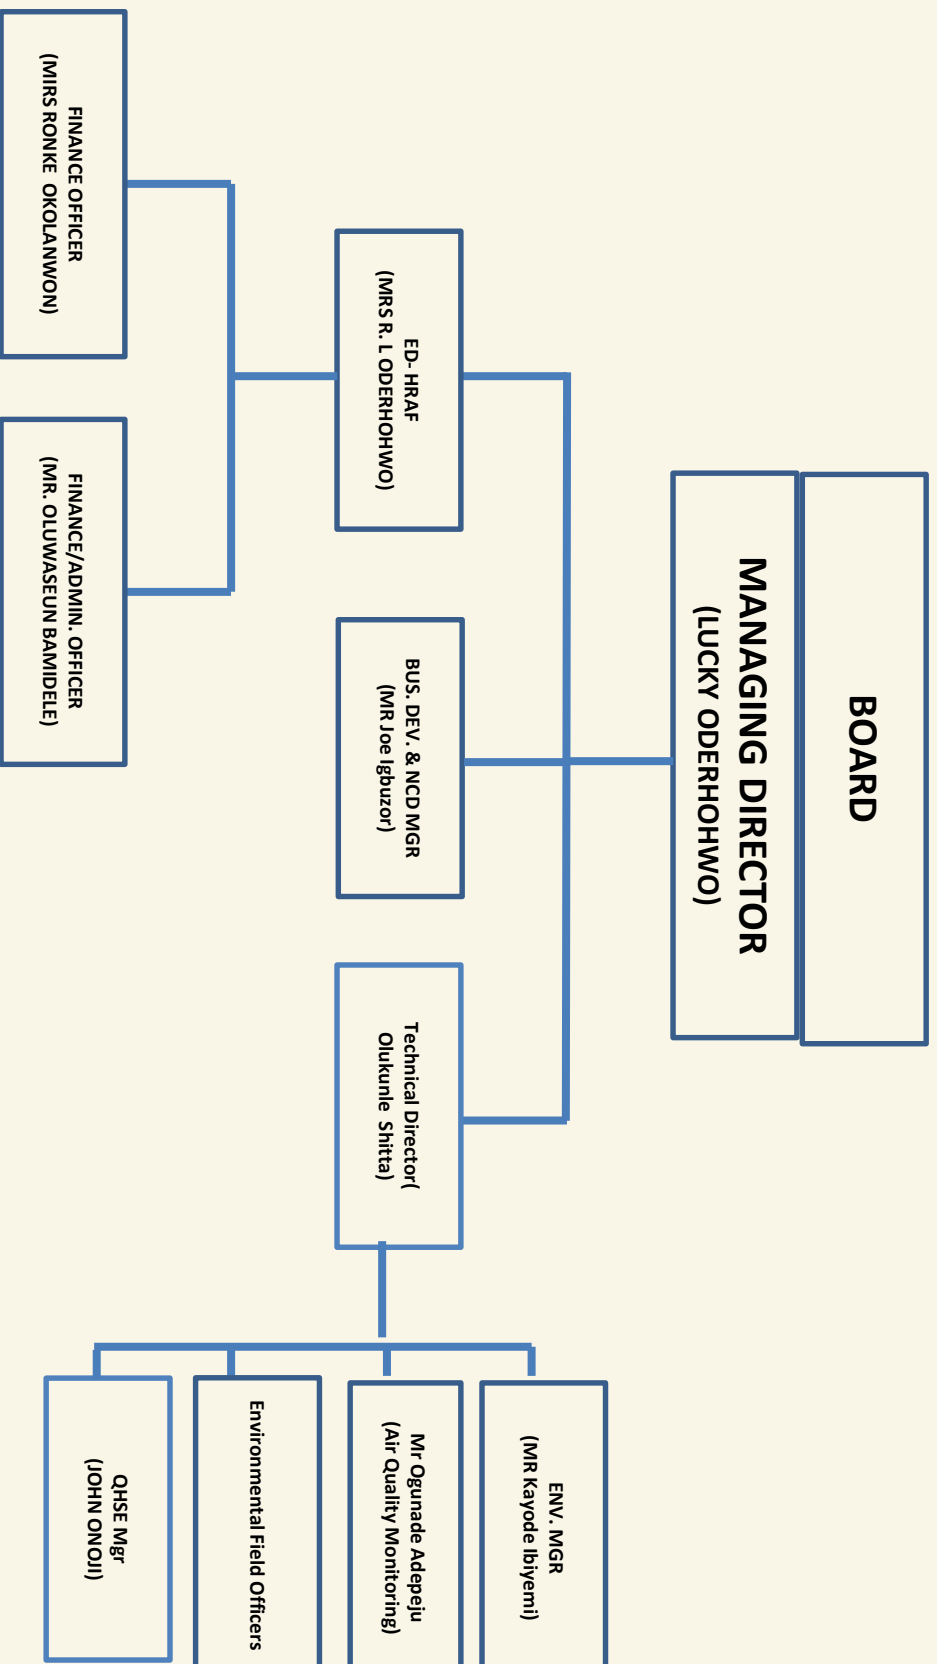 BOARD
MANAGING DIRECTOR
(LUCKY ODERHOHWO)
ED- HRAF
(MRS R. L ODERHOHWO)
BUS. DEV. & NCD MGR
(MR Joe Igbuzor)
Technical Director(
Olukunle Shitta)
ENV. MGR
(MR Kayode Ibiyemi)
Mr Ogunade Adepeju
(Air Quality Monitoring)
Environmental Field Officers
QHSE Mgr
(JOHN ONOJI)
FINANCE OFFICER
(MIRS RONKE OKOLANWON)
FINANCE/ADMIN. OFFICER
(MR. OLUWASEUN BAMIDELE)